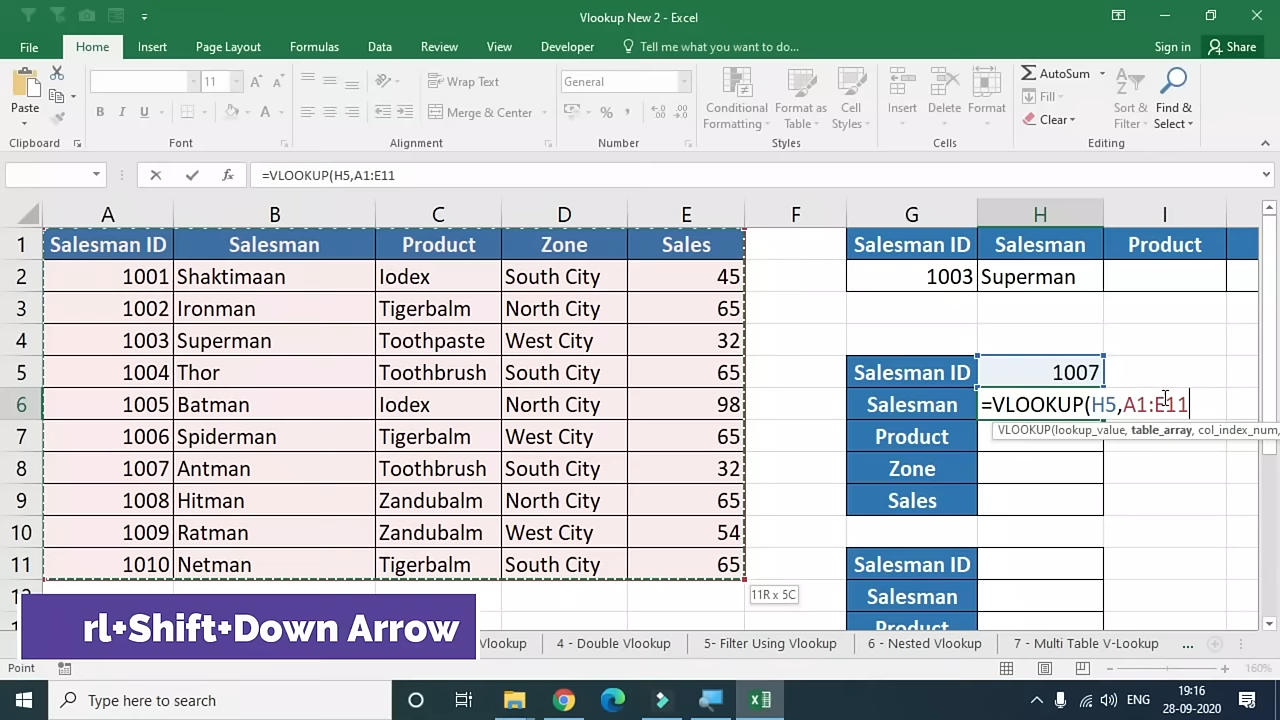 Vlookup New 2 - Excel
File Home Insert Page Layout Formulas Data Review View Developer Tell me what you want to do... Sign in Share
Paste
11
B I U
Wrap Text
Merge & Center
General
% ,
Conditional Formatting
Format as Table
Cell Styles
Insert Delete Format
AutoSum
Fill
Clear
Sort & Filter
Find & Select
Clipboard Font Alignment Number Styles Cells Editing
fx =VLOOKUP(H5,A1:E11
A B C D E F G H I
1 Salesman ID Salesman Product Zone Sales Salesman ID Salesman Product
2 1001 Shaktimaan Iodex South City 45 1003 Superman
3 1002 Ironman Tigerbalm North City 65
4 1003 Superman Toothpaste West City 32
5 1004 Thor Toothbrush South City 65 Salesman ID 1007
6 1005 Batman Iodex North City 98 Salesman =VLOOKUP(H5,A1:E11
VLOOKUP(lookup_value, table_array, col_index_num,
7 1006 Spiderman Tigerbalm West City 65 Product
8 1007 Antman Toothbrush South City 32 Zone
9 1008 Hitman Zandubalm North City 65 Sales
10 1009 Ratman Zandubalm West City 54
11 1010 Netman Tigerbalm South City 65 Salesman ID
11R x 5C
Salesman
Product
rl+Shift+Down Arrow
Vlookup 4 - Double Vlookup 5- Filter Using Vlookup 6 - Nested Vlookup 7 - Multi Table V-Lookup ...
Point 160%
Type here to search
ENG
19:16
28-09-2020